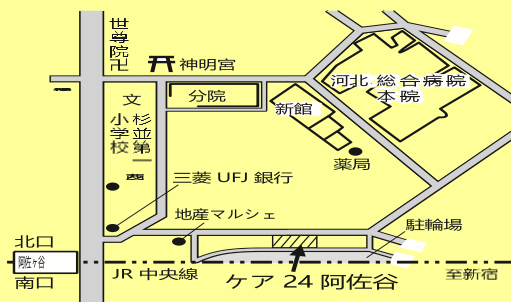 世尊院卍
神明宮
分院
河北 総合病院
本院
新館
文
杉並第一
小学校
薬局
三菱 UFJ 銀行
地産マルシェ
駐輪場
北口
阿佐ヶ谷
南口
JR 中央線
ケア 24 阿佐谷
至新宿